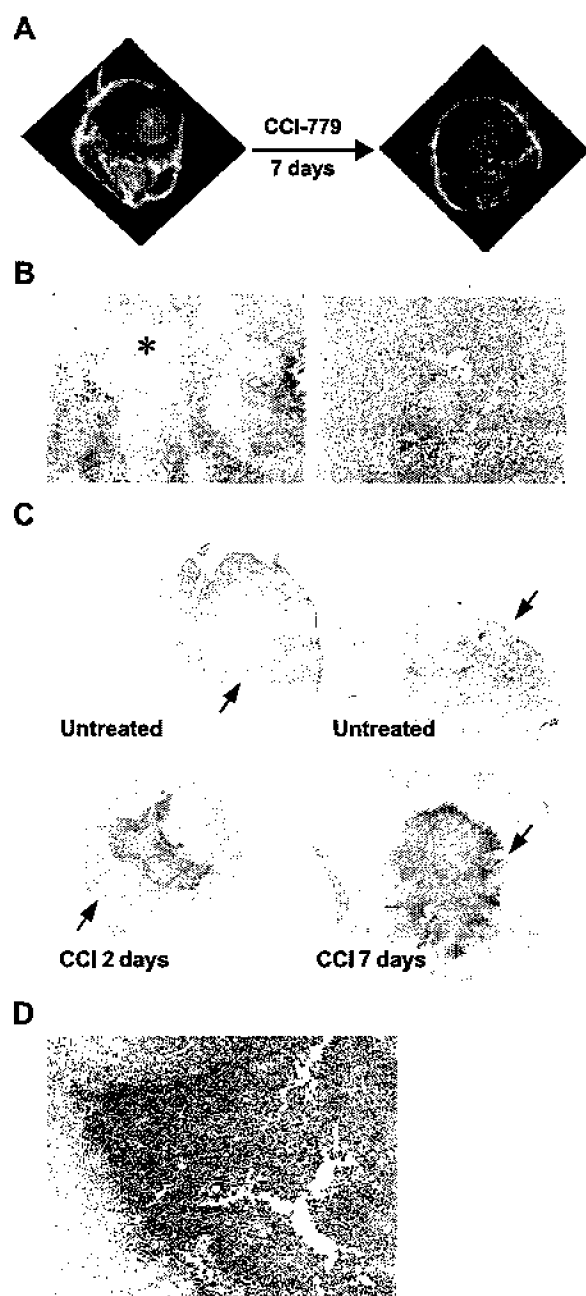 A
CCI-779
7 days
B
*
C
Untreated
Untreated
CCI 2 days
CCI 7 days
D